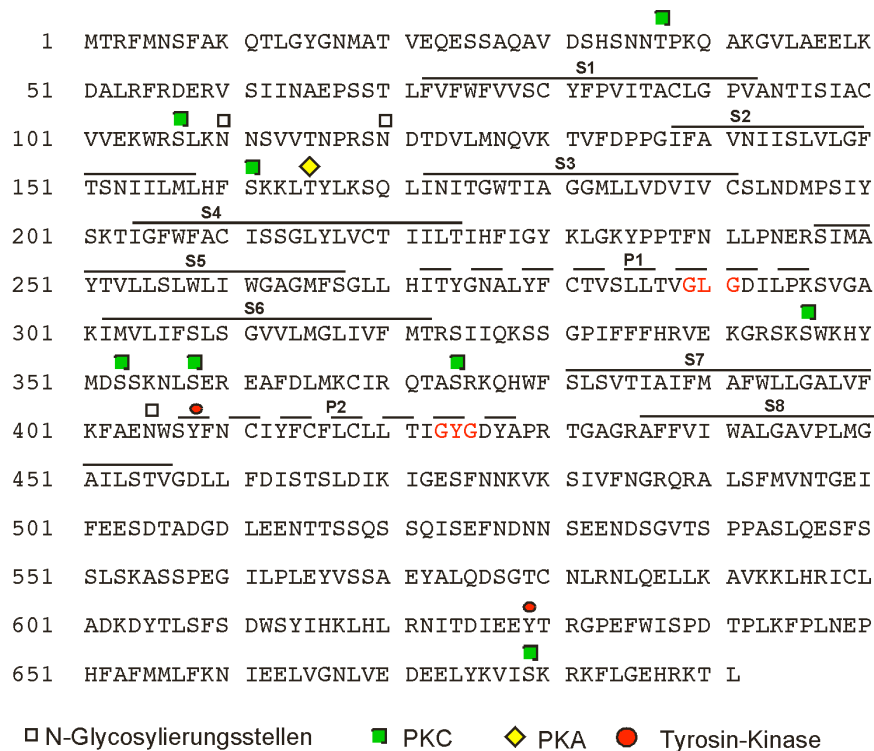 1 MTRFMNSFAK QTLGYGNMAT VEQESSAQAV DSHSNNTPKQ AKGVLAEELK
S1
51 DALRFRDERV SIINAEPSST LFVFWFVVSC YFPVITACLG PVANTISIAC
S2
101 VVEKWRSLKN NSVVTNPRSN DTDVLMNQVK TVFDPPGIFA VNIISLVLGF
S3
151 TSNIILMLHF SKKLTYLKSQ LINITGWTIA GGMLLVDVIV CSLNDMPSIY
S4
201 SKTIGFWFAC ISSGLYLVCT IILTIHFIGY KLGKYPPTFN LLPNERSIMA
S5 P1
251 YTVLLSLWLI WGAGMFSGLL HITYGNALYF CTVSLLTVGL GDILPKSVGA
S6
301 KIMVLIFSLS GVVLMGLIVF MTRSIIQKSS GPIFFFHRVE KGRSKSWKHY
S7
351 MDSSKNLSER EAFDLMKCIR QTASRKQHWF SLSVTIAIFM AFWLLGALVF
P2 S8
401 KFAENWSYFN CIYFCFLCLL TIGYGDYAPR TGAGRAFFVI WALGAVPLMG
451 AILSTVGDLL FDISTSLDIK IGESFNNKVK SIVFNGRQRA LSFMVNTGEI
501 FEESDTADGD LEENTTSSQS SQISEFNDNN SEENDSGVTS PPASLQESFS
551 SLSKASSPEG ILPLEYVSSA EYALQDSGTC NLRNLQELLK AVKKLHRICL
601 ADKDYTLSFS DWSYIHKLHL RNITDIEEYT RGPEFWISPD TPLKFPLNEP
651 HFAFMMLFKN IEELVGNLVE DEELYKVISK RKFLGEHRKT L
N-Glycosylierungsstellen PKC PKA Tyrosin-Kinase